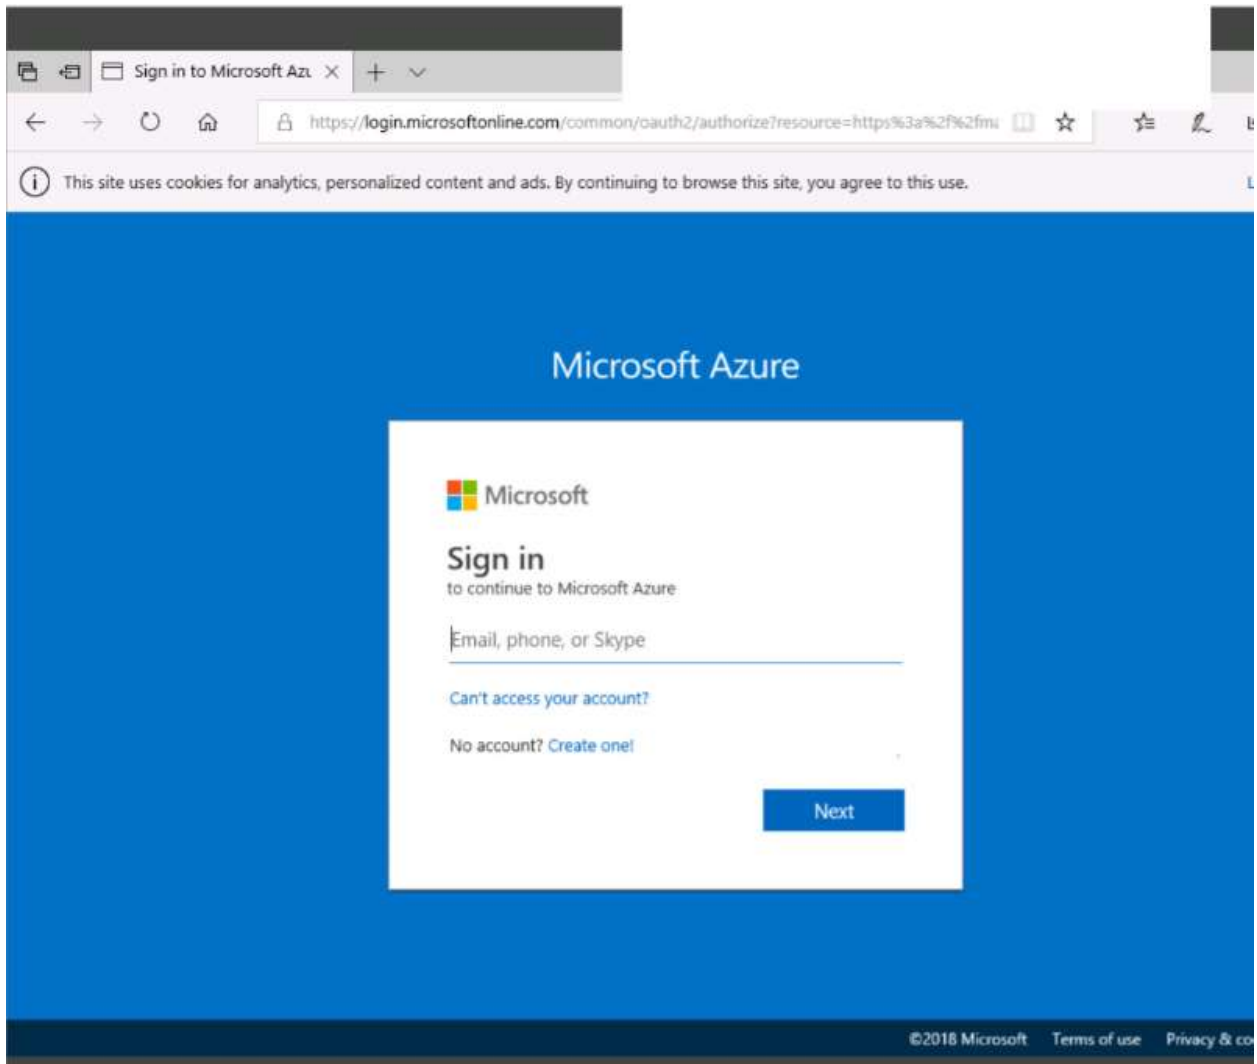 Sign in to Microsoft Az
https://login.microsoftonline.com/common/oauth2/authorize?resource=https%3a%2f%2fm
This site uses cookies for analytics, personalized content and ads. By continuing to browse this site, you agree to this use.
Microsoft Azure
Microsoft
Sign in
to continue to Microsoft Azure
Email, phone, or Skype
Can't access your account?
No account? Create one!
Next
©2018 Microsoft Terms of use Privacy & co